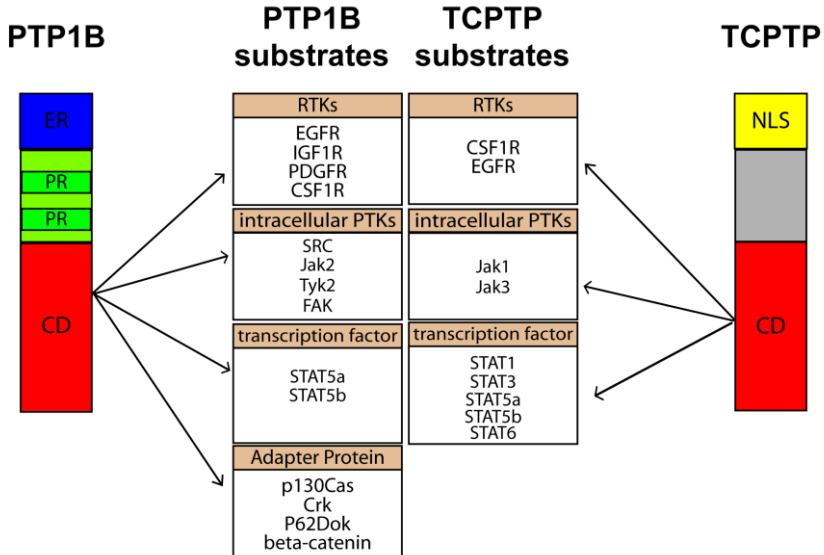 PTP1B
PTP1B
substrates
TCPTP
substrates
TCPTP
ER
PR
PR
CD
RTKs
EGFR
IGF1R
PDGFR
CSF1R
intracellular PTKs
SRC
Jak2
Tyk2
FAK
transcription factor
STAT5a
STAT5b
Adapter Protein
p130Cas
Crk
P62Dok
beta-catenin
RTKs
CSF1R
EGFR
intracellular PTKs
Jak1
Jak3
transcription factor
STAT1
STAT3
STAT5a
STAT5b
STAT6
NLS
CD